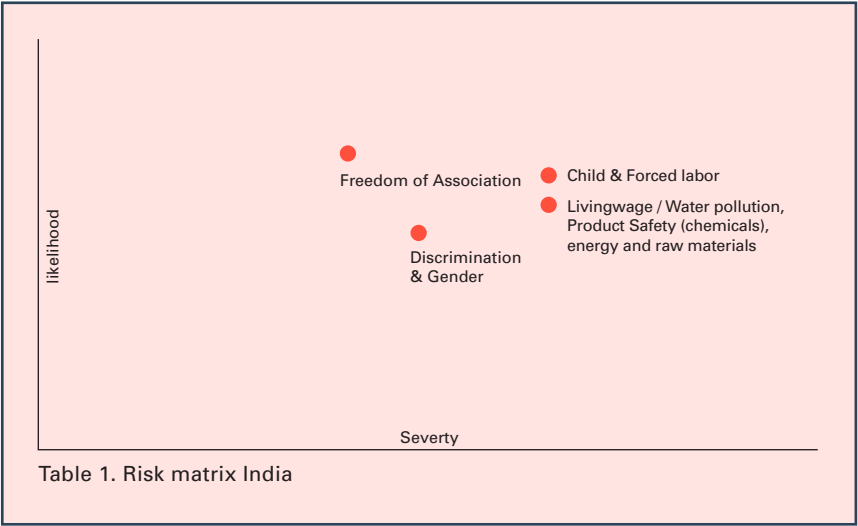 Freedom of Association
Child & Forced labor
Livingwage / Water pollution,
Product Safety (chemicals),
energy and raw materials
Discrimination
& Gender
likelihood
Severty
Table 1. Risk matrix India